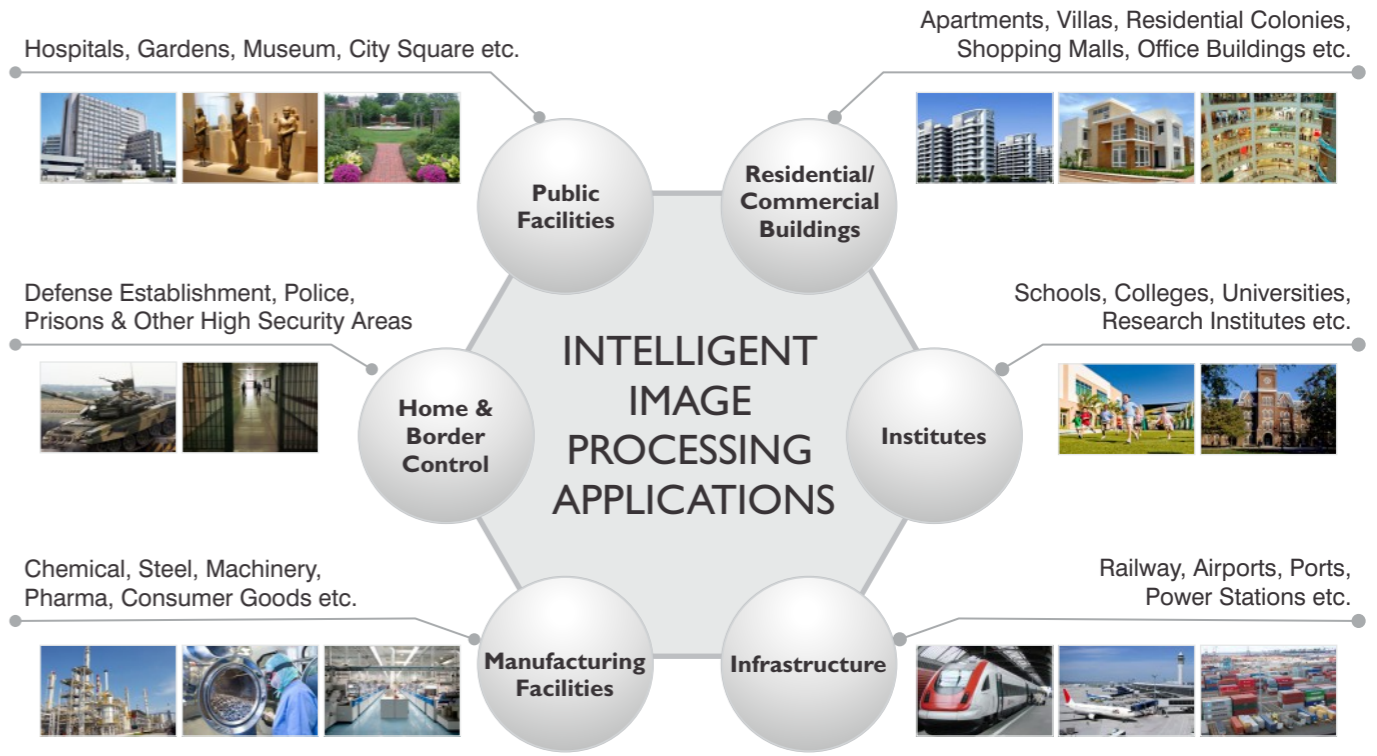 Hospitals, Gardens, Museum, City Square etc.
Apartments, Villas, Residential Colonies,
Shopping Malls, Office Buildings etc.
Public
Facilities
Residential/
Commercial
Buildings
Defense Establishment, Police,
Prisons & Other High Security Areas
Schools, Colleges, Universities,
Research Institutes etc.
Home &
Border
Control
INTELLIGENT
IMAGE
PROCESSING
APPLICATIONS
Institutes
Chemical, Steel, Machinery,
Pharma, Consumer Goods etc.
Railway, Airports, Ports,
Power Stations etc.
Manufacturing
Facilities
Infrastructure